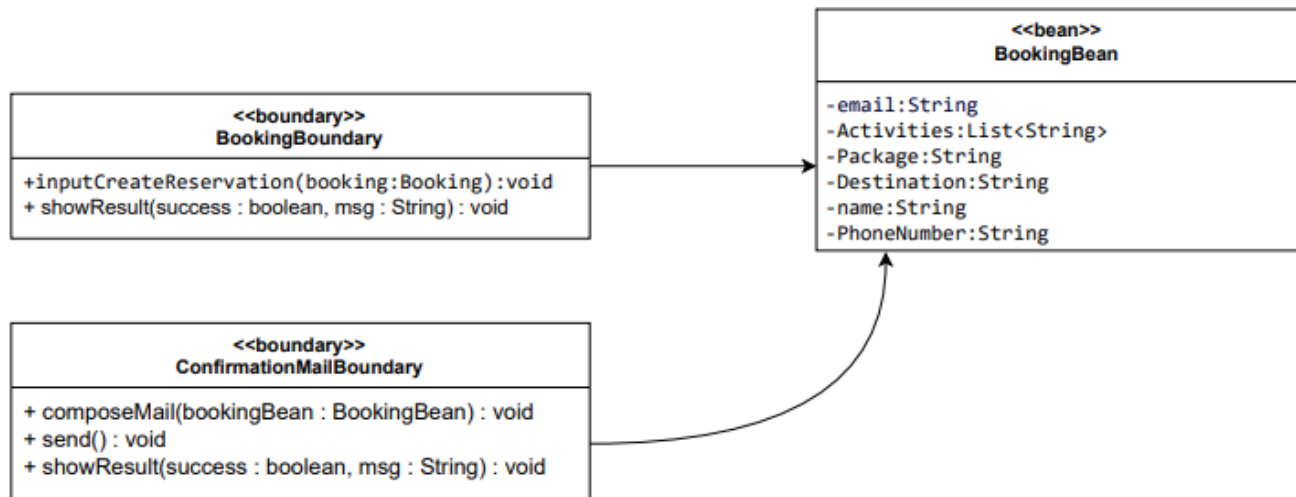 <<boundary>>
BookingBoundary
+inputCreateReservation(booking:Booking):void
+ showResult(success : boolean, msg : String) : void
<<bean>>
BookingBean
-email:String
-Activities:List<String>
-Package:String
-Destination:String
-name:String
-PhoneNumber:String
<<boundary>>
ConfirmationMailBoundary
+ composeMail(bookingBean : BookingBean) : void
+ send() : void
+ showResult(success : boolean, msg : String) : void